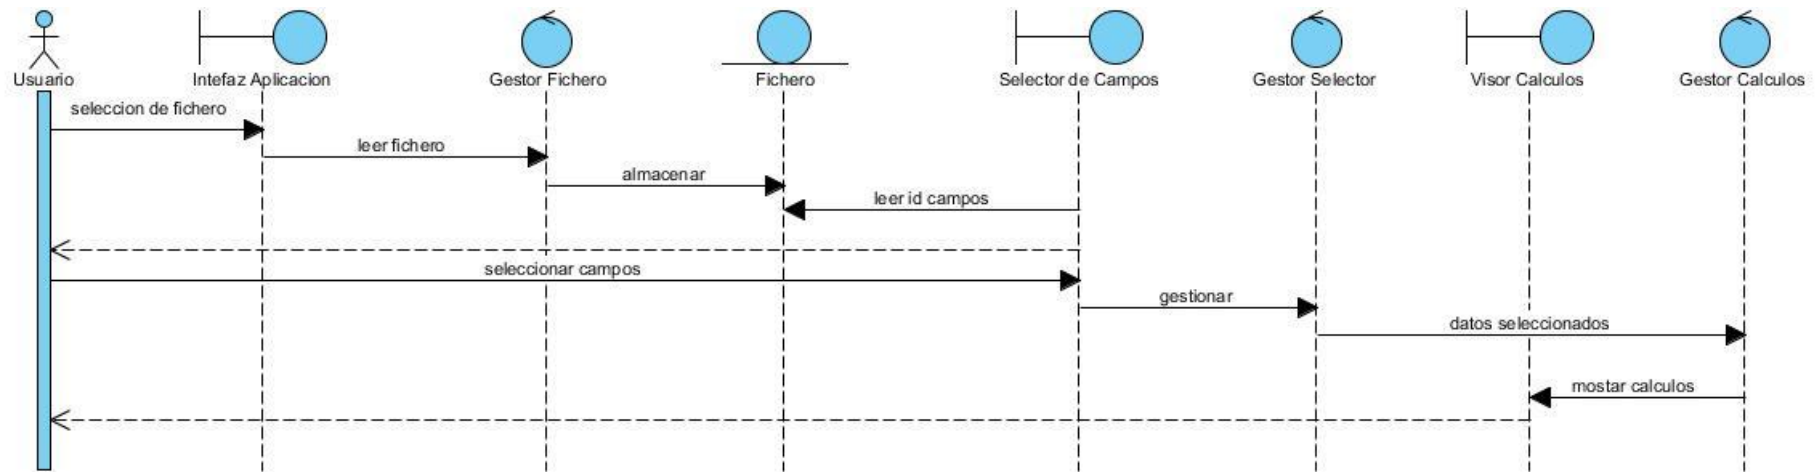 Usuario
Intefaz Aplicacion
Gestor Fichero
Fichero
Selector de Campos
Gestor Selector
Visor Calculos
Gestor Calculos
seleccion de fichero
leer fichero
almacenar
leer id campos
seleccionar campos
gestionar
datos seleccionados
mostar calculos